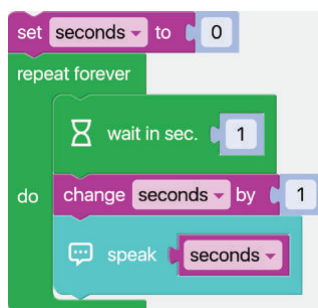 set seconds to 0
repeat forever
wait in sec. 1
do change seconds by 1
speak seconds